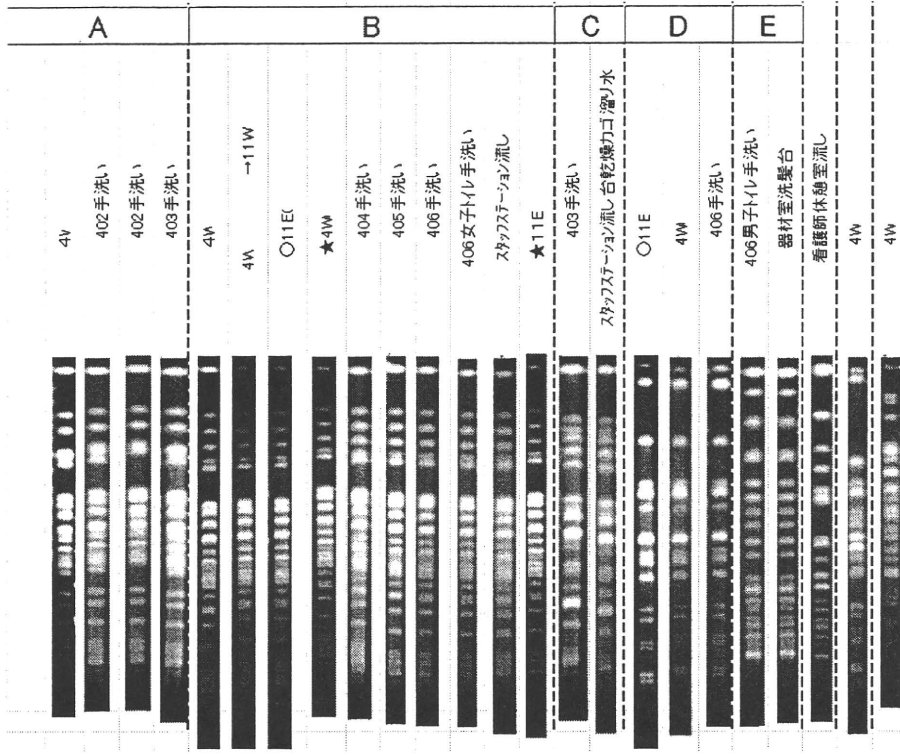 A
B
C
D
E
4W
402手洗い
402手洗い
403手洗い
4W
4W →11W
○11E(
★4W
404手洗い
405手洗い
406手洗い
406女子トイレ手洗い
スタッフステーション流し
★11E
403手洗い
スタッフステーション流し台乾燥カゴ溜り水
○11E
4W
406手洗い
406男子トイレ手洗い
器材室洗髪台
看護師休憩室流し
4W
4W